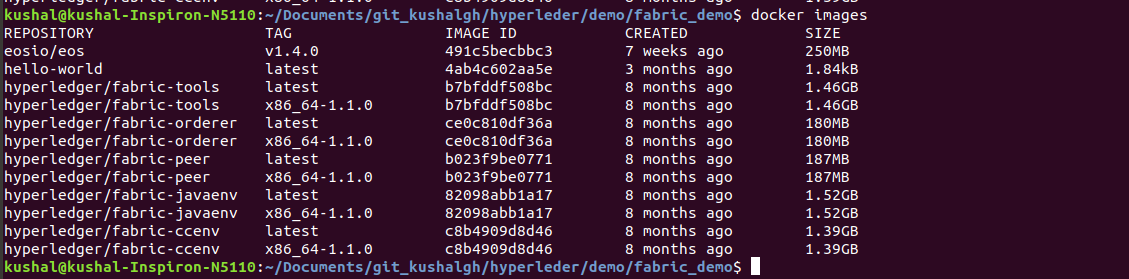 kushal@kushal-Inspiron-N5110:~/Documents/git_kushalgh/hyperleder/demo/fabric_demo$ docker images
REPOSITORY TAG IMAGE ID CREATED SIZE
eosio/eos v1.4.0 491c5becbbc3 7 weeks ago 250MB
hello-world latest 4ab4c602aa5e 3 months ago 1.84kB
hyperledger/fabric-tools latest b7bfddf508bc 8 months ago 1.46GB
hyperledger/fabric-tools x86_64-1.1.0 b7bfddf508bc 8 months ago 1.46GB
hyperledger/fabric-orderer latest ce0c810df36a 8 months ago 180MB
hyperledger/fabric-orderer x86_64-1.1.0 ce0c810df36a 8 months ago 180MB
hyperledger/fabric-peer latest b023f9be0771 8 months ago 187MB
hyperledger/fabric-peer x86_64-1.1.0 b023f9be0771 8 months ago 187MB
hyperledger/fabric-javaenv latest 82098abb1a17 8 months ago 1.52GB
hyperledger/fabric-javaenv x86_64-1.1.0 82098abb1a17 8 months ago 1.52GB
hyperledger/fabric-ccenv latest c8b4909d8d46 8 months ago 1.39GB
hyperledger/fabric-ccenv x86_64-1.1.0 c8b4909d8d46 8 months ago 1.39GB
kushal@kushal-Inspiron-N5110:~/Documents/git_kushalgh/hyperleder/demo/fabric_demo$